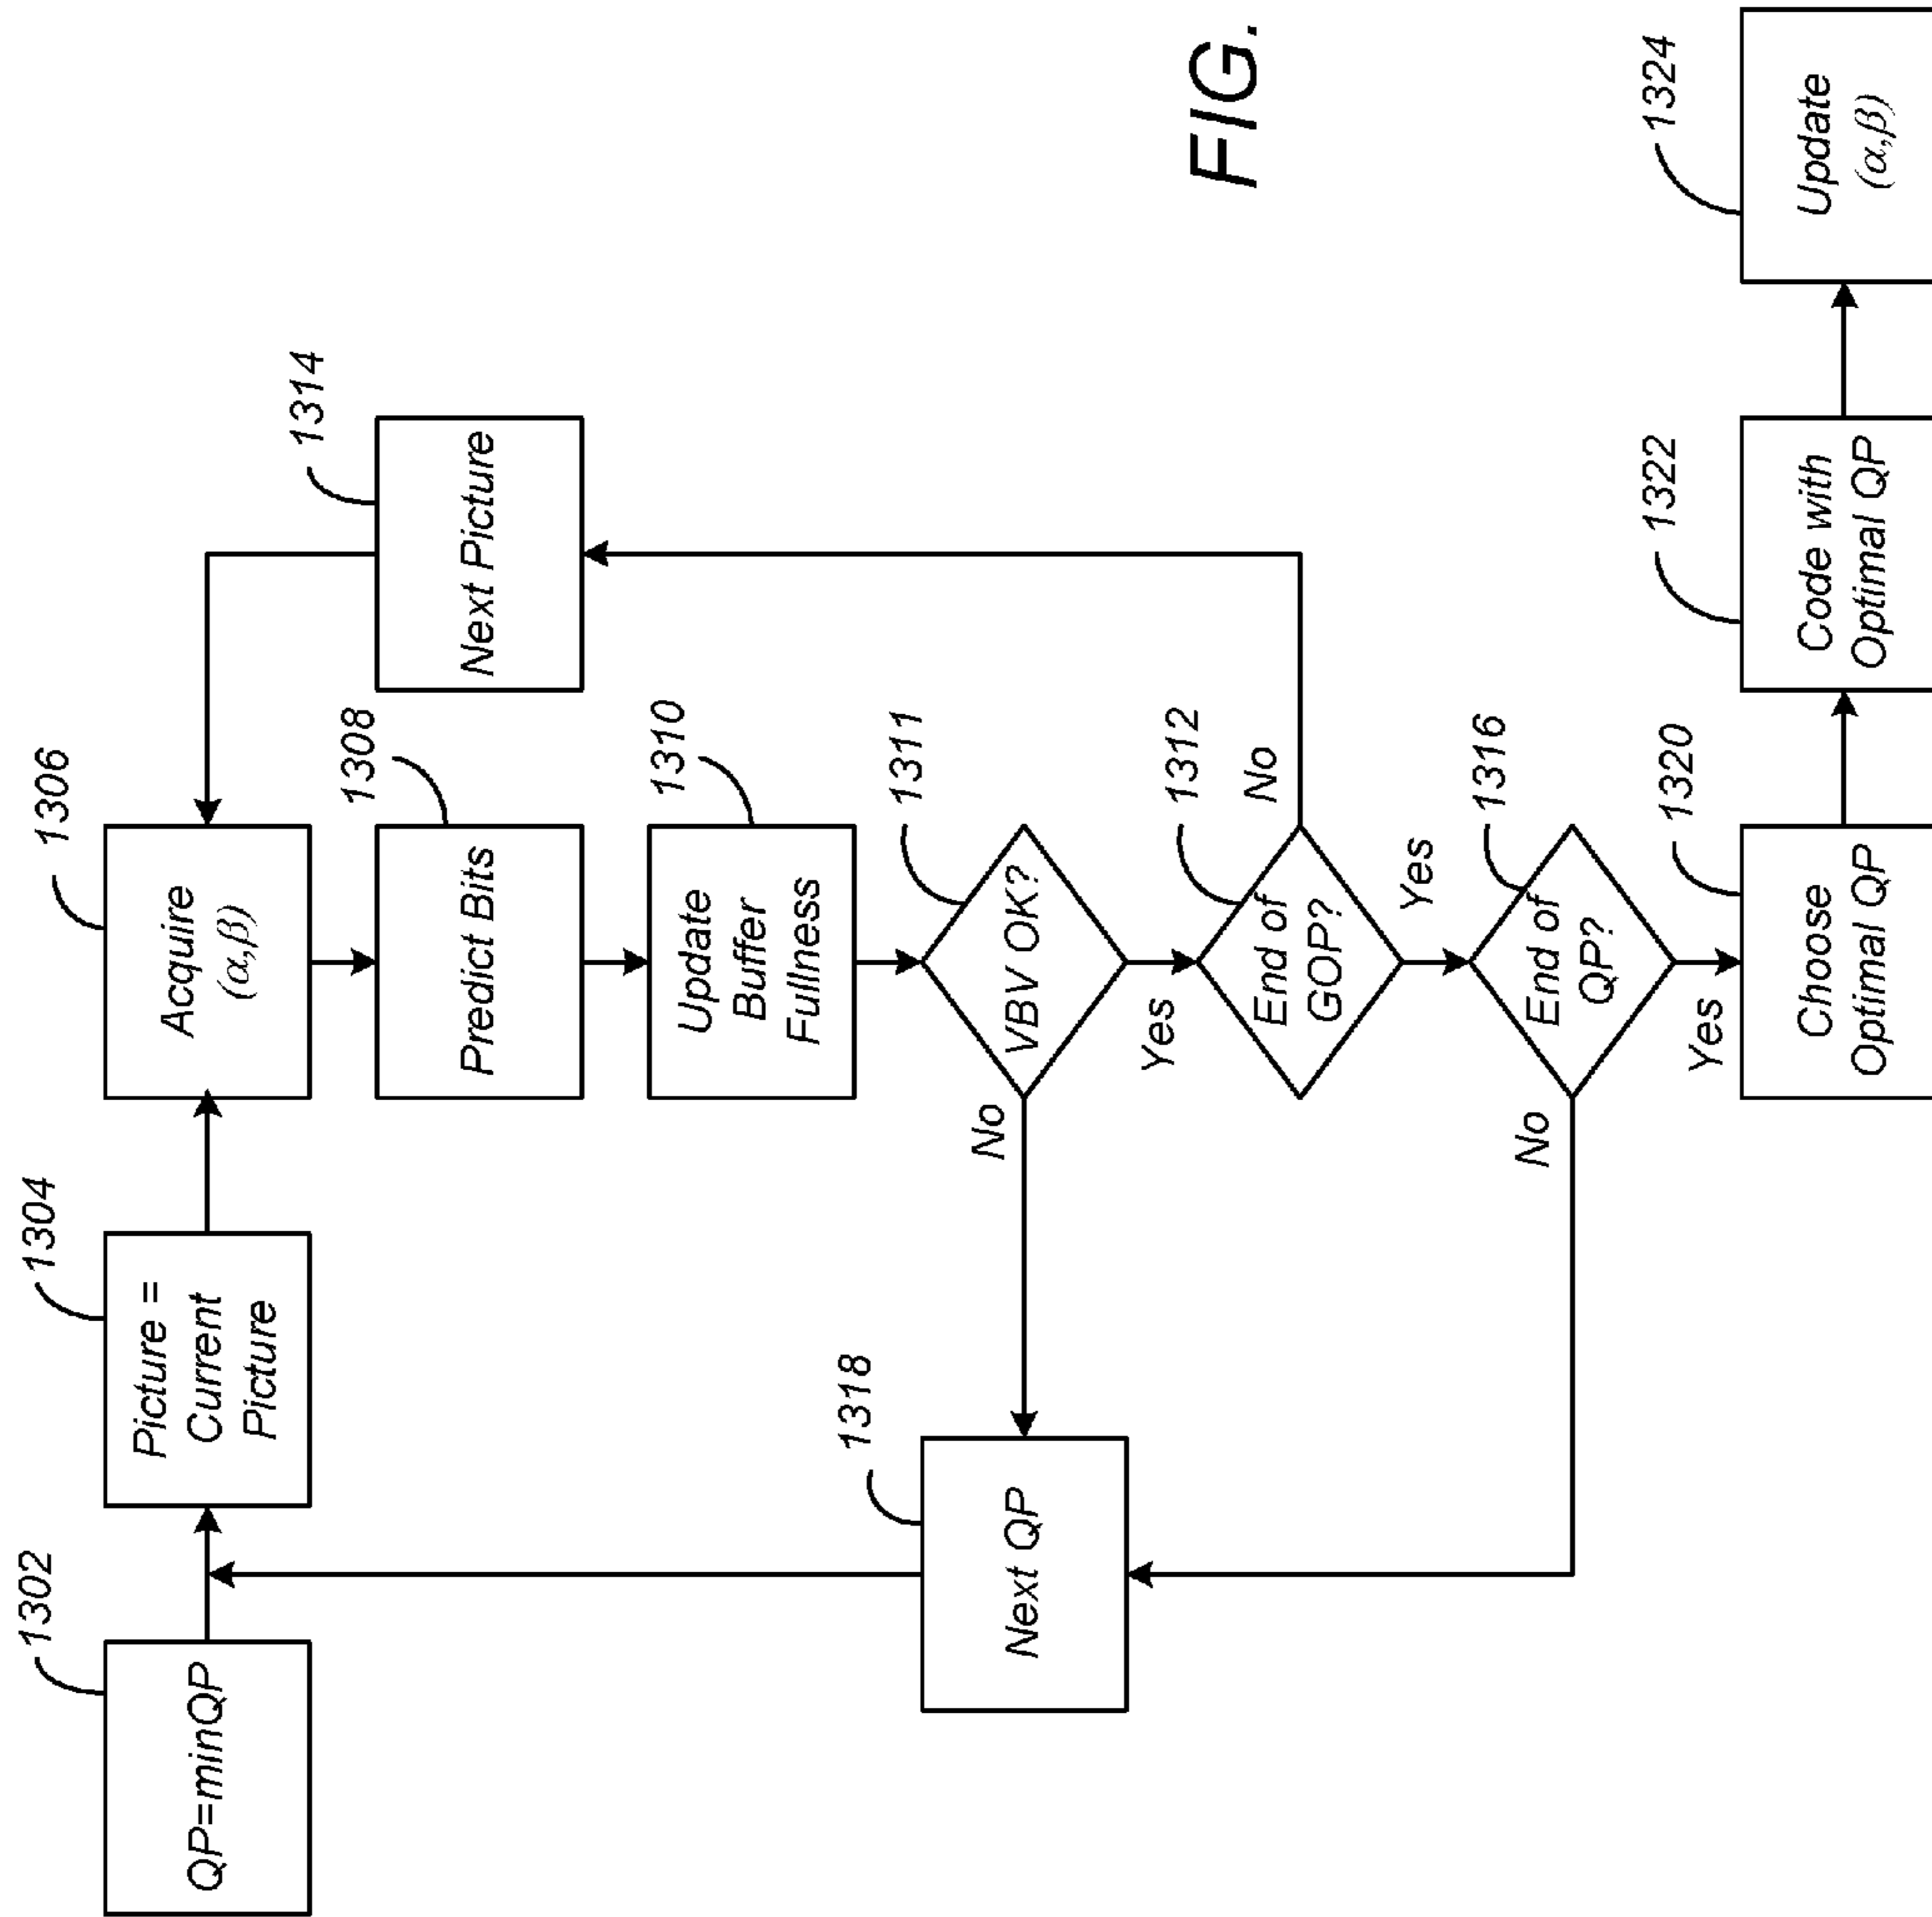 1302
QP=minQP
1304
Picture =
Current
Picture
1306
Acquire
(α,β)
1308
Predict Bits
1314
Next Picture
1310
Update
Buffer
Fullness
1311
VBV OK?
No
Yes
1318
Next QP
1312
End of
GOP?
No
Yes
1316
End of
QP?
No
Yes
1320
Choose
Optimal QP
1322
Code with
Optimal QP
1324
Update
(α,β)
FIG.